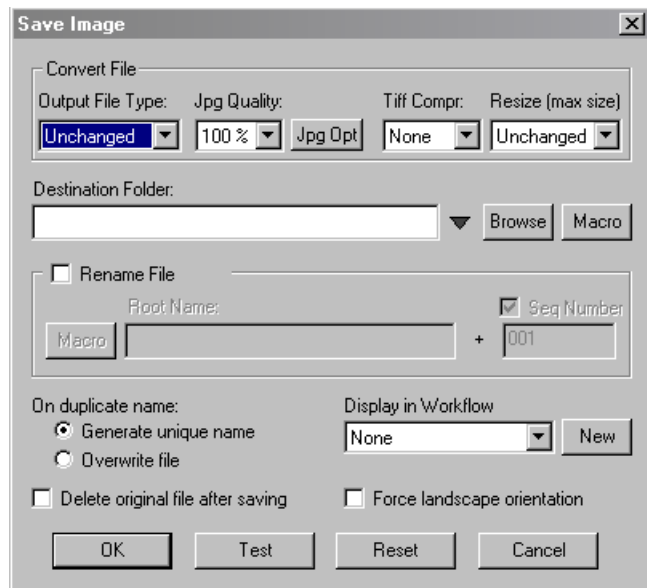 Save Image
Convert File
Output File Type: Jpg Quality: Tiff Compr: Resize (max size)
Unchanged 100 % Jpg Opt None Unchanged
Destination Folder:
Browse Macro
Rename File
Root Name: Seq Number
Macro + 001
On duplicate name: Display in Workflow
Generate unique name None New
Overwrite file
Delete original file after saving Force landscape orientation
OK Test Reset Cancel